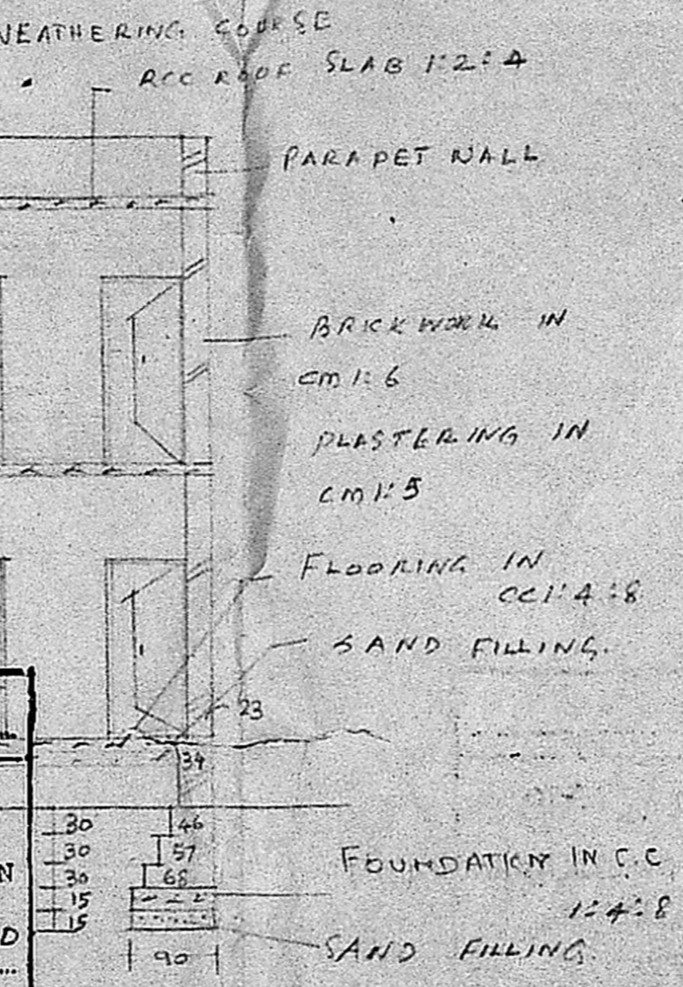 WEATHERING COURSE
RCC ROOF SLAB 1:2:4
PARAPET WALL
BRICKWORK IN
CM 1:6
PLASTERING IN
CM 1:5
FLOORING IN
CC 1:4:8
SAND FILLING.
23
34
30 46
30 57
30 68
15
15
N
FOUNDATION IN C.C
1:4:8
D
90
SAND FILLING.